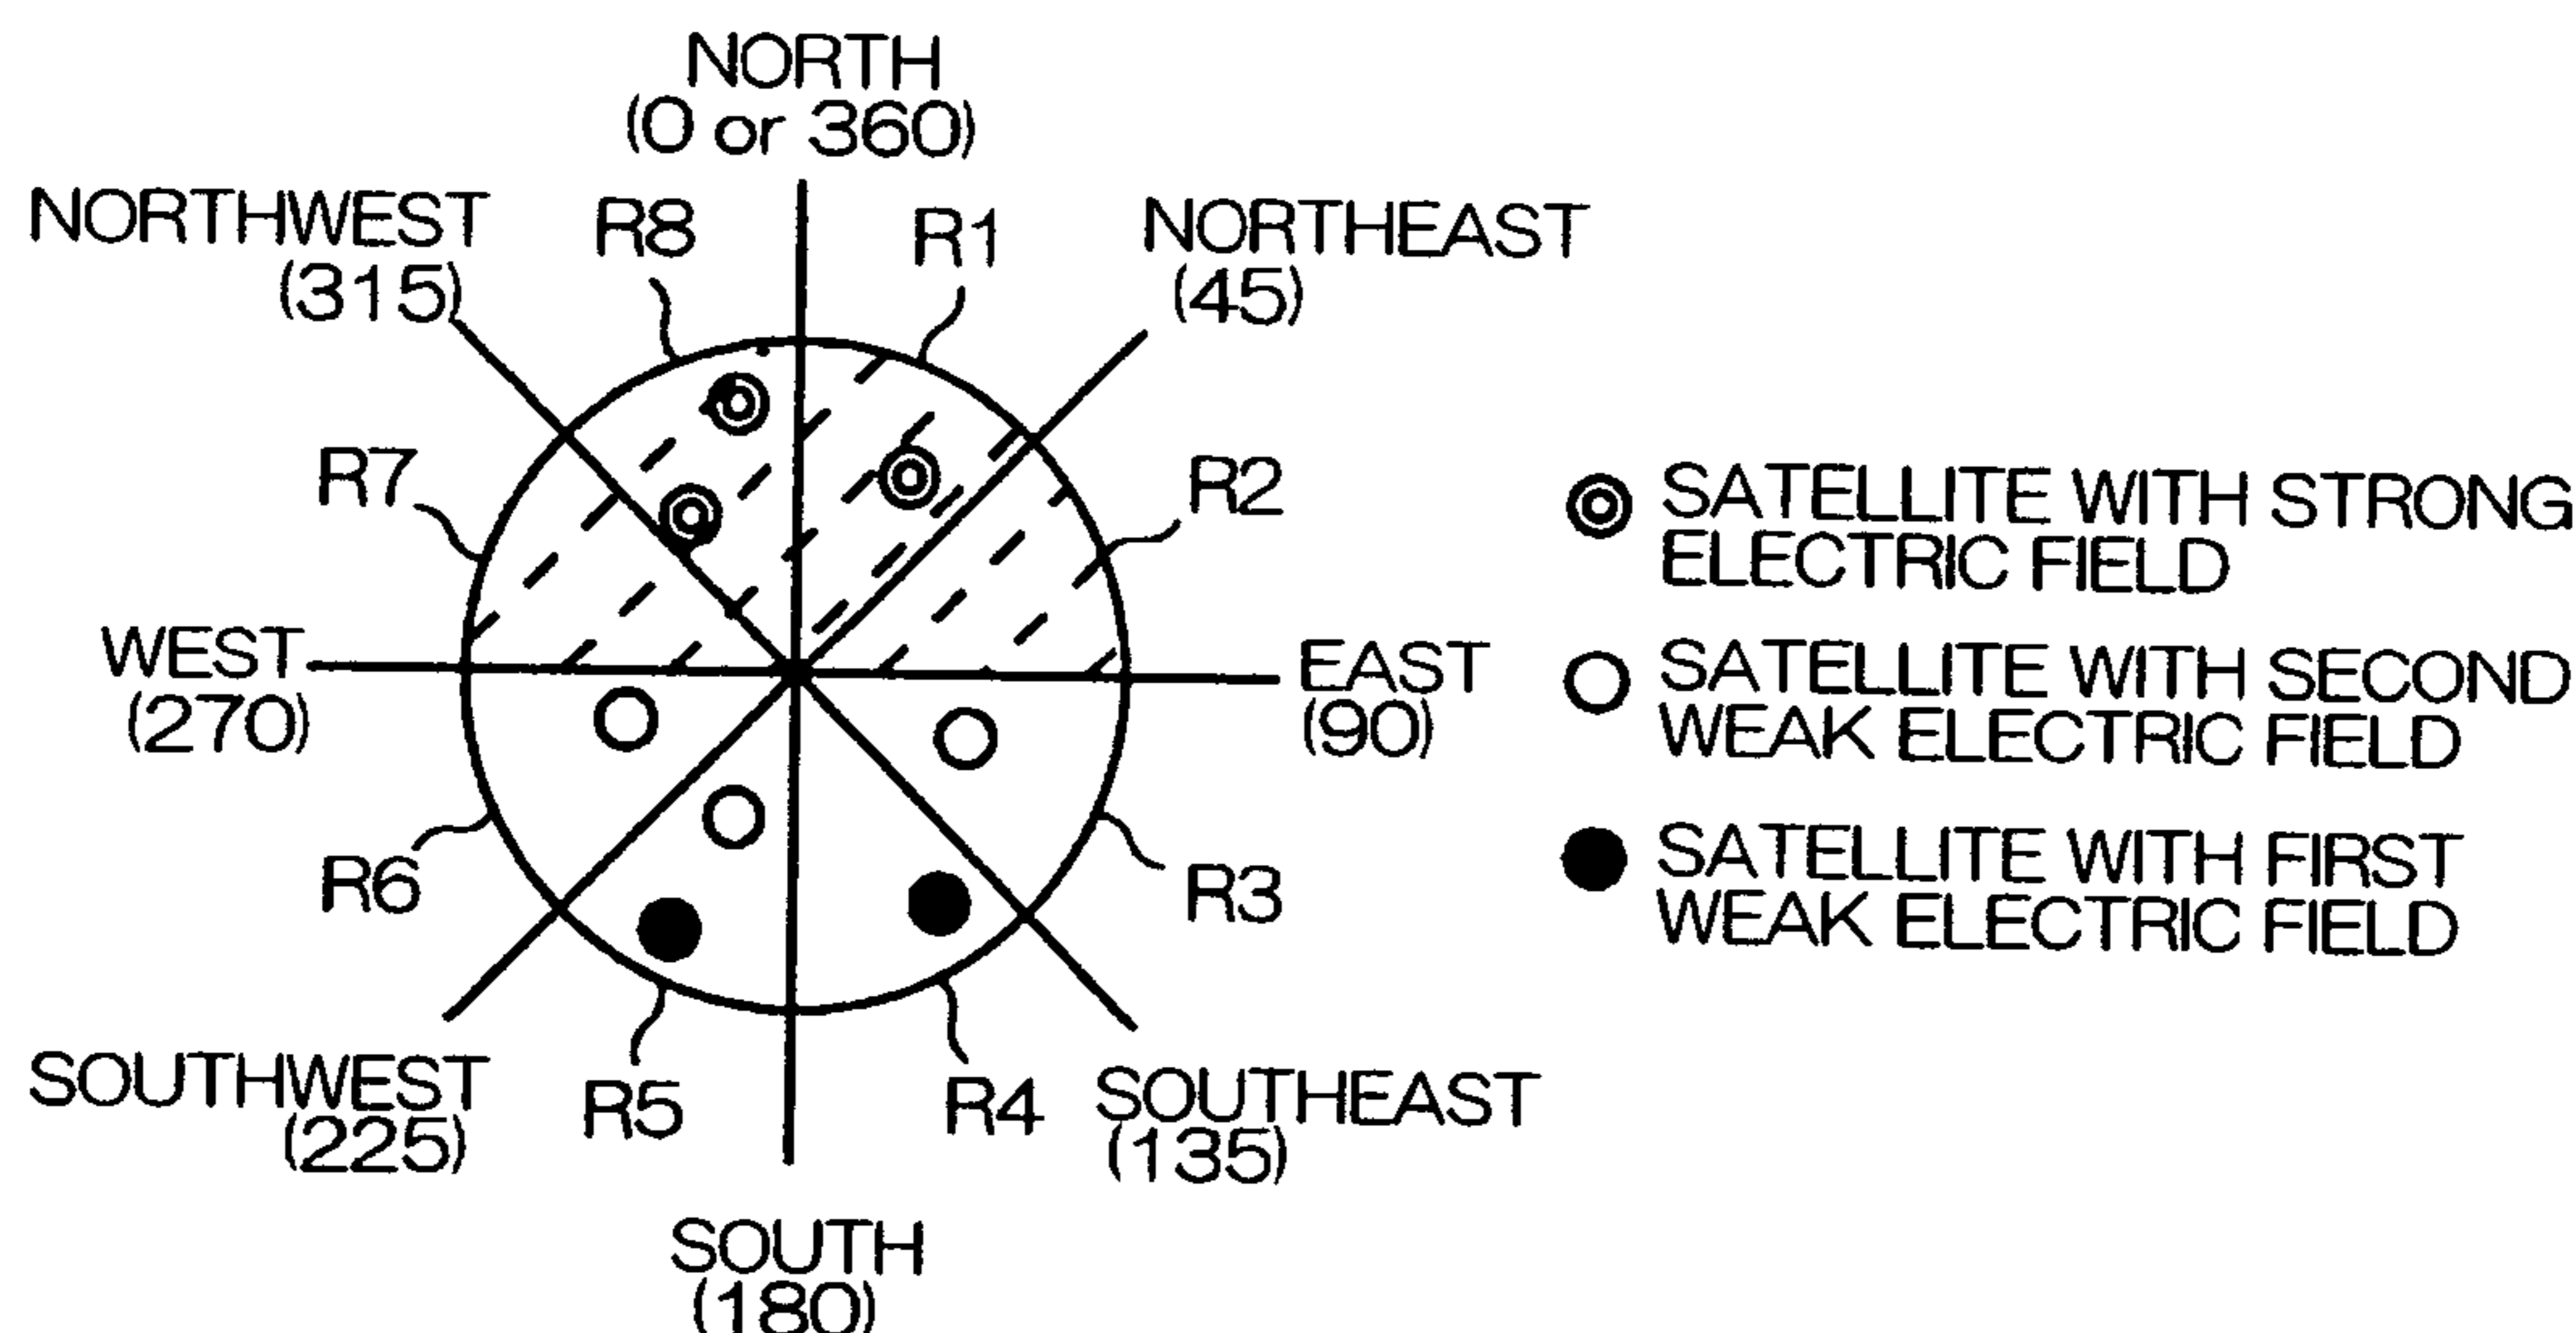 NORTH
(0 or 360)
NORTHWEST
(315)
R8
R1
NORTHEAST
(45)
R7
R2
WEST
(270)
EAST
(90)
R6
R3
SOUTHWEST
(225)
R5
R4
SOUTHEAST
(135)
SOUTH
(180)
SATELLITE WITH STRONG
ELECTRIC FIELD
SATELLITE WITH SECOND
WEAK ELECTRIC FIELD
SATELLITE WITH FIRST
WEAK ELECTRIC FIELD